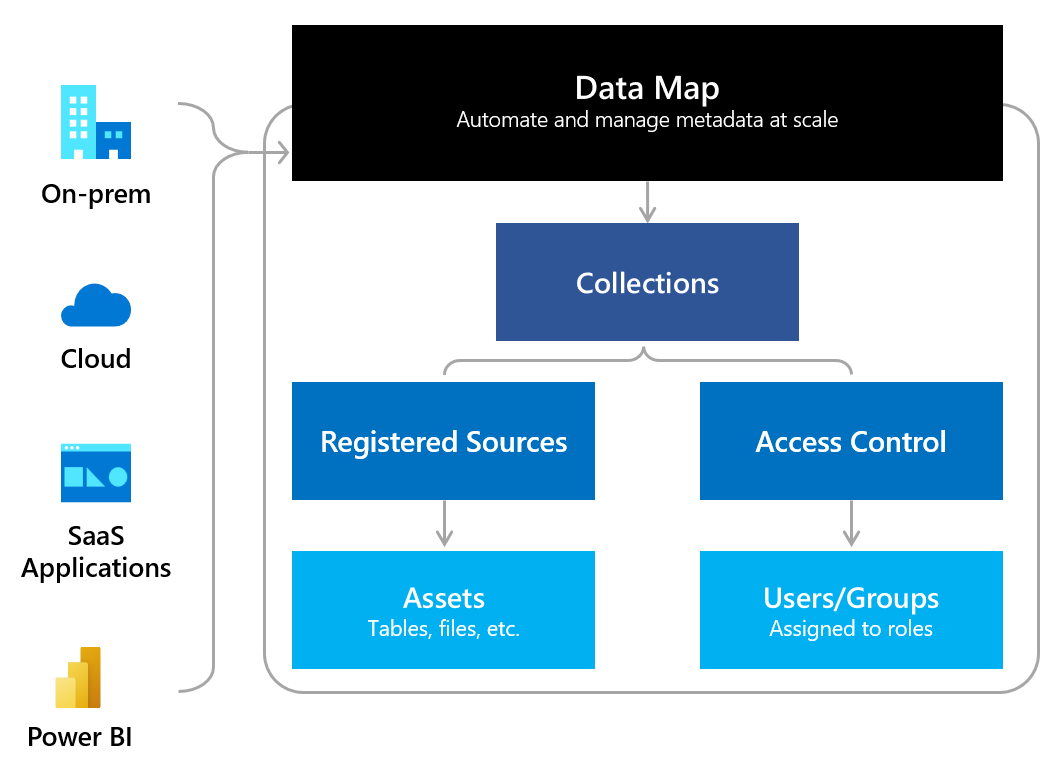 Data Map
Automate and manage metadata at scale
On-prem
Collections
Cloud
Registered Sources
Access Control
SaaS
Applications
Assets
Tables, files, etc.
Users/Groups
Assigned to roles
Power BI